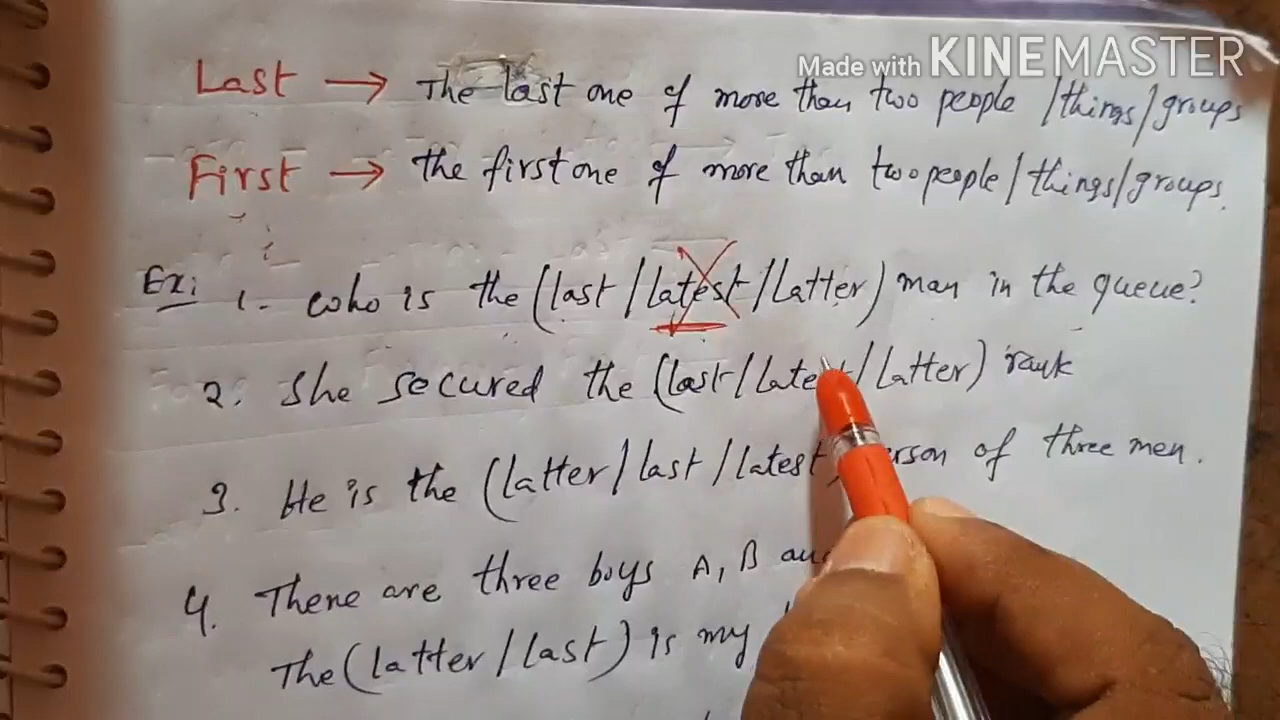 Made with KINEMASTER
Last → The last one of more than two people / things / groups
First → the first one of more than two people / things / groups.
Ex: 1. Who is the (last / latest / latter) man in the queue?
2. She secured the (last / / latter) rank
3. He is the (latter / last / latest of three men.
4. There are three boys A, B
The (latter / last) is my